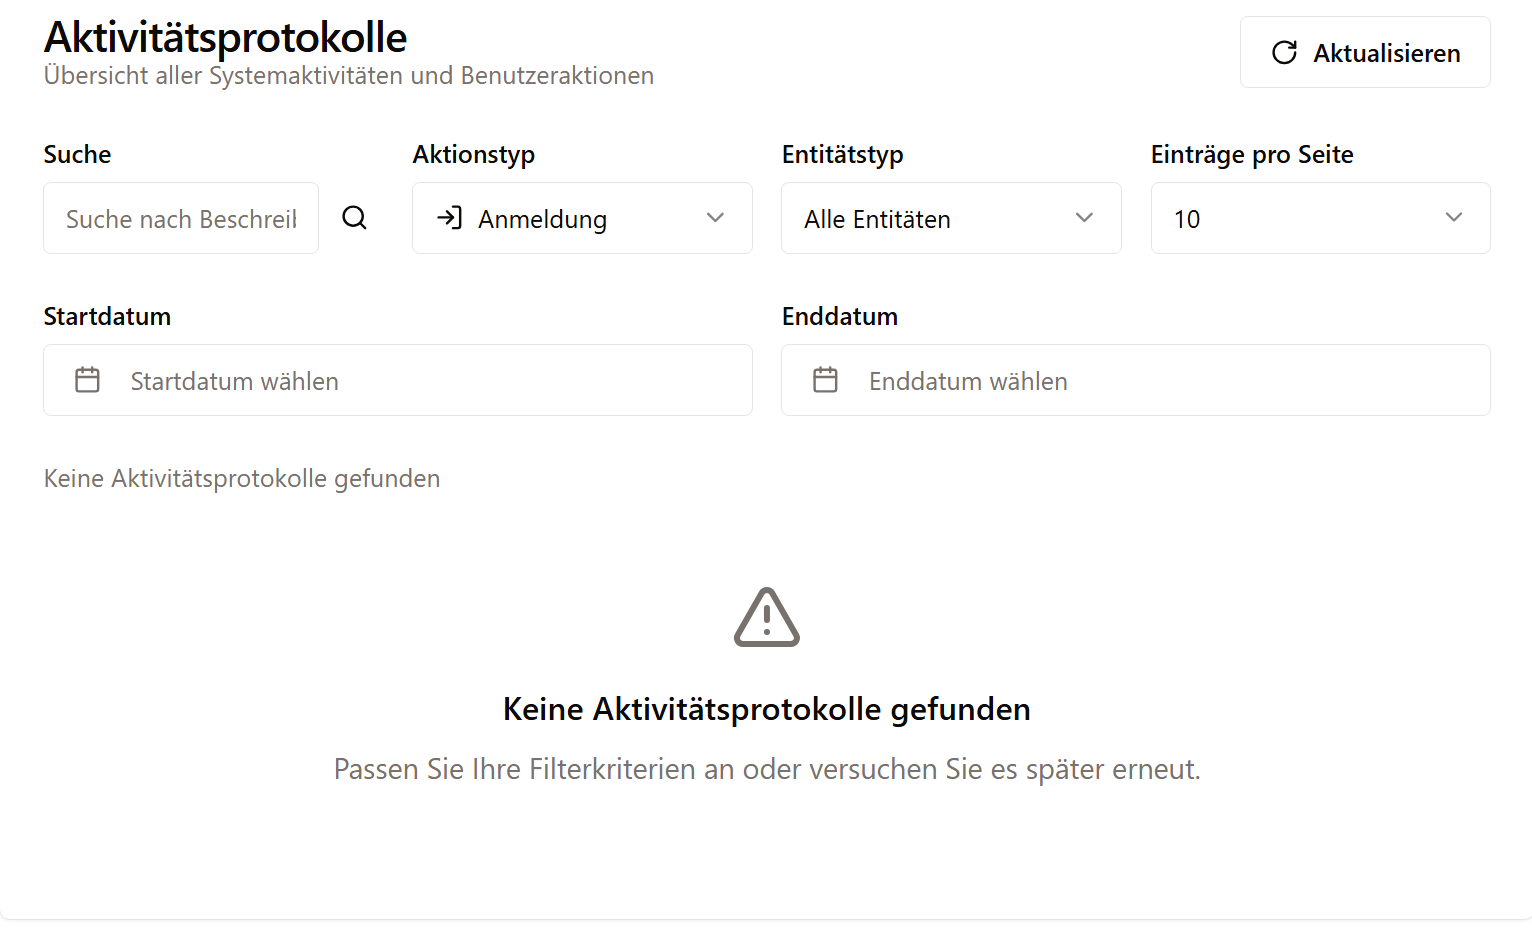 Aktivitätsprotokolle
Übersicht aller Systemaktivitäten und Benutzeraktionen
Aktualisieren
Suche
Aktionstyp
Entitätstyp
Einträge pro Seite
Suche nach Beschreib
Anmeldung
Alle Entitäten
10
Startdatum
Enddatum
Startdatum wählen
Enddatum wählen
Keine Aktivitätsprotokolle gefunden
Keine Aktivitätsprotokolle gefunden
Passen Sie Ihre Filterkriterien an oder versuchen Sie es später erneut.